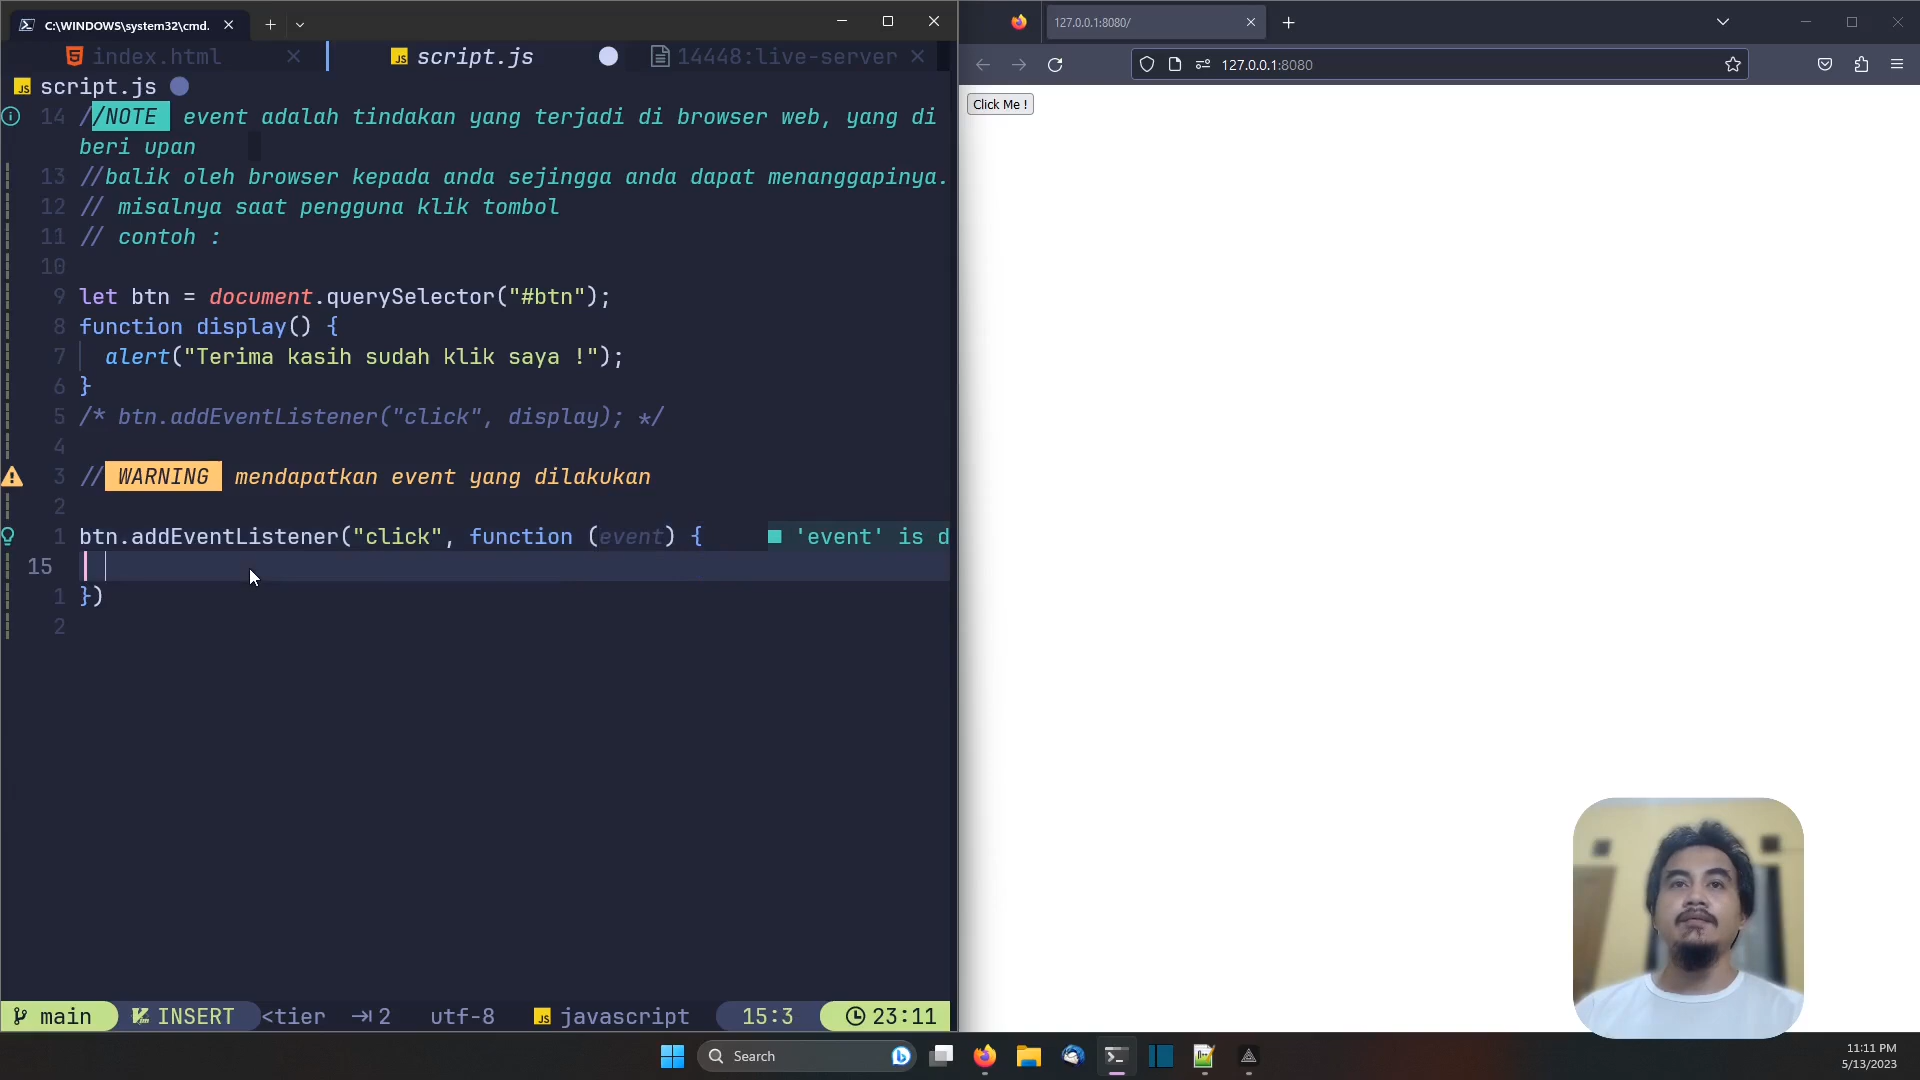 C:\WINDOWS\system32\cmd.
127.0.0.1:8080/
index.html
script.js
14448:live-server
127.0.0.1:8080
script.js
Click Me !
14 //NOTE event adalah tindakan yang terjadi di browser web, yang di
beri upan
13 //balik oleh browser kepada anda sejingga anda dapat menanggapinya.
12 // misalnya saat pengguna klik tombol
11 // contoh :
10
9 let btn = document.querySelector("#btn");
8 function display() {
7 alert("Terima kasih sudah klik saya !");
6 }
5 /* btn.addEventListener("click", display); */
4
3 // WARNING mendapatkan event yang dilakukan
2
1 btn.addEventListener("click", function (event) { 'event' is d
15
1 })
2
main INSERT <tier 2 utf-8 JS javascript 15:3 23:11
Search
11:11 PM
5/13/2023